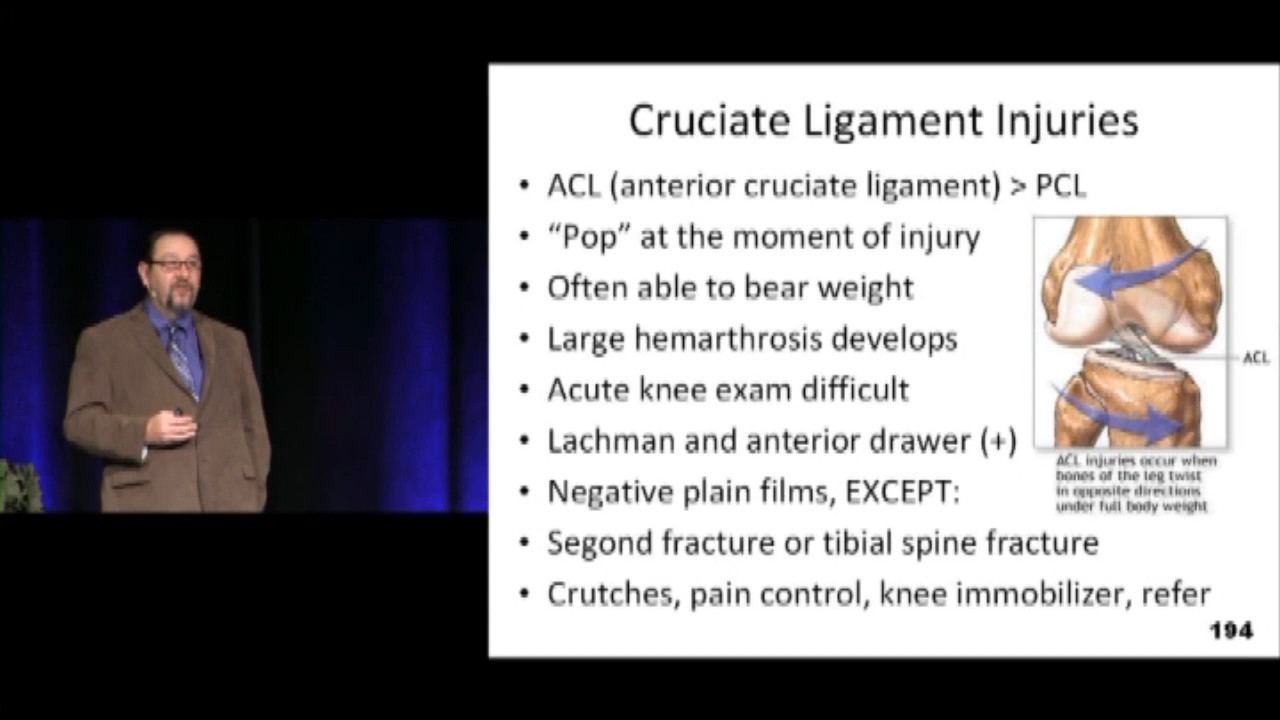 Cruciate Ligament Injuries
• ACL (anterior cruciate ligament) > PCL
• “Pop” at the moment of injury
• Often able to bear weight
• Large hemarthrosis develops
• Acute knee exam difficult
• Lachman and anterior drawer (+)
• Negative plain films, EXCEPT:
• Segond fracture or tibial spine fracture
• Crutches, pain control, knee immobilizer, refer
ACL
ACL injuries occur when
bones of the leg twist
in opposite directions
under full body weight
194